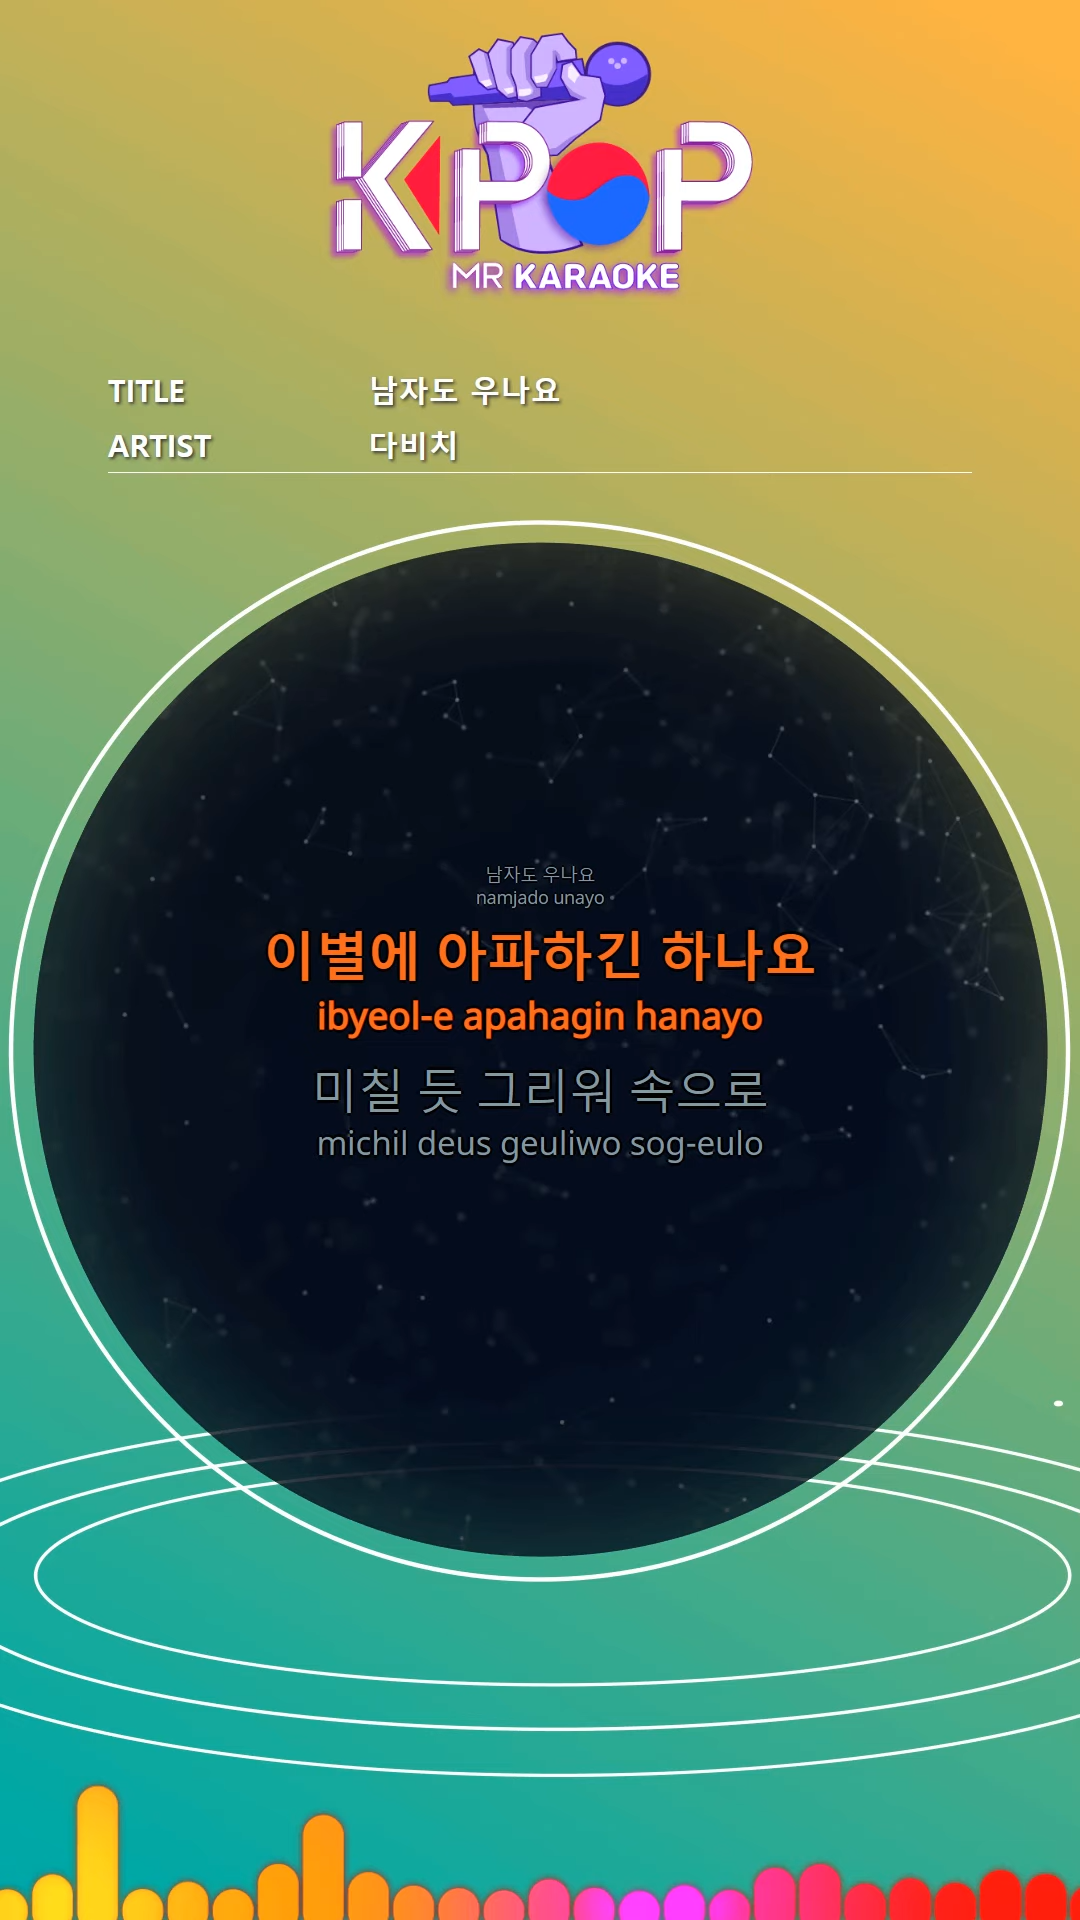 KPOP
MR KARAOKE
TITLE 남자도 우나요
ARTIST 다비치
남자도 우나요
namjado unayo
이별에 아파하긴 하나요
ibyeol-e apahagin hanayo
미칠 듯 그리워 속으로
michil deus geuliwo sog-eulo